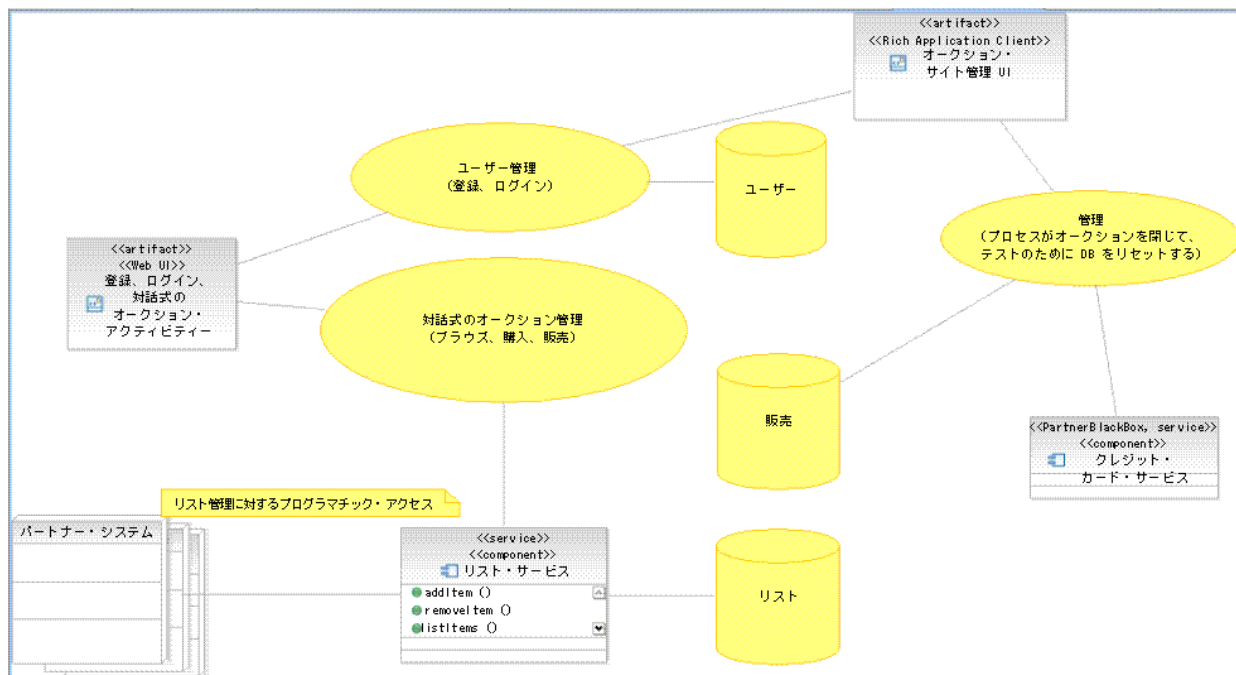 <<artifact>>
<<Rich Application Client>>
オークション・
サイト管理 UI
ユーザー管理
(登録、ログイン)
ユーザー
管理
(プロセスがオークションを閉じて、
テストのために DB をリセットする)
<<artifact>>
<<Web UI>>
登録、ログイン、
対話式の
オークション・
アクティビティー
対話式のオークション管理
(ブラウズ、購入、販売)
販売
<<PartnerBlackBox, service>>
<<component>>
クレジット・
カード・サービス
リスト管理に対するプログラマチック・アクセス
パートナー・システム
<<service>>
<<component>>
リスト・サービス
addItem ()
removeItem ()
listItems ()
リスト